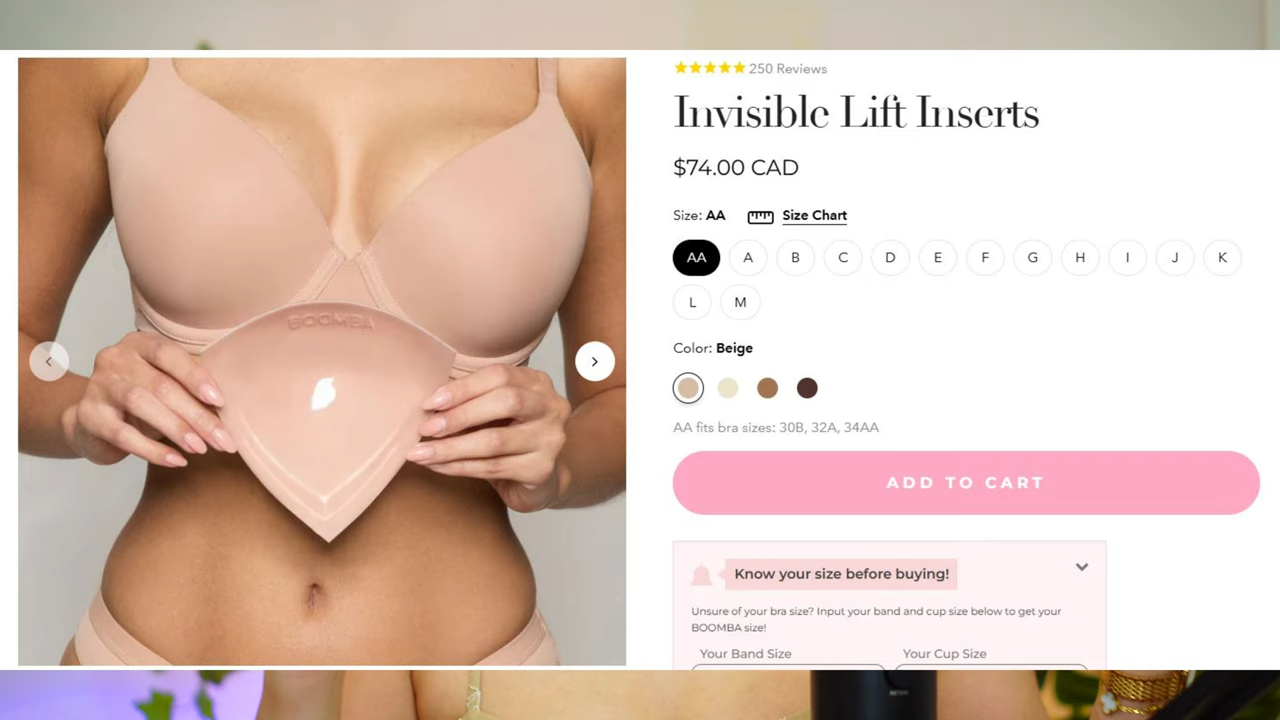 250 Reviews
Invisible Lift Inserts
$74.00 CAD
Size: AA Size Chart
AA A B C D E F G H I J K
L M
Color: Beige
AA fits bra sizes: 30B, 32A, 34AA
ADD TO CART
Know your size before buying!
Unsure of your bra size? Input your band and cup size below to get your
BOOMBA size!
Your Band Size Your Cup Size
BOOMBA